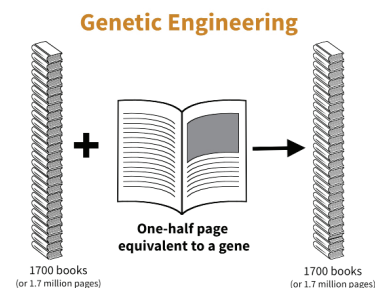 Genetic Engineering
One-half page
equivalent to a gene
1700 books
(or 1.7 million pages)
1700 books
(or 1.7 million pages)